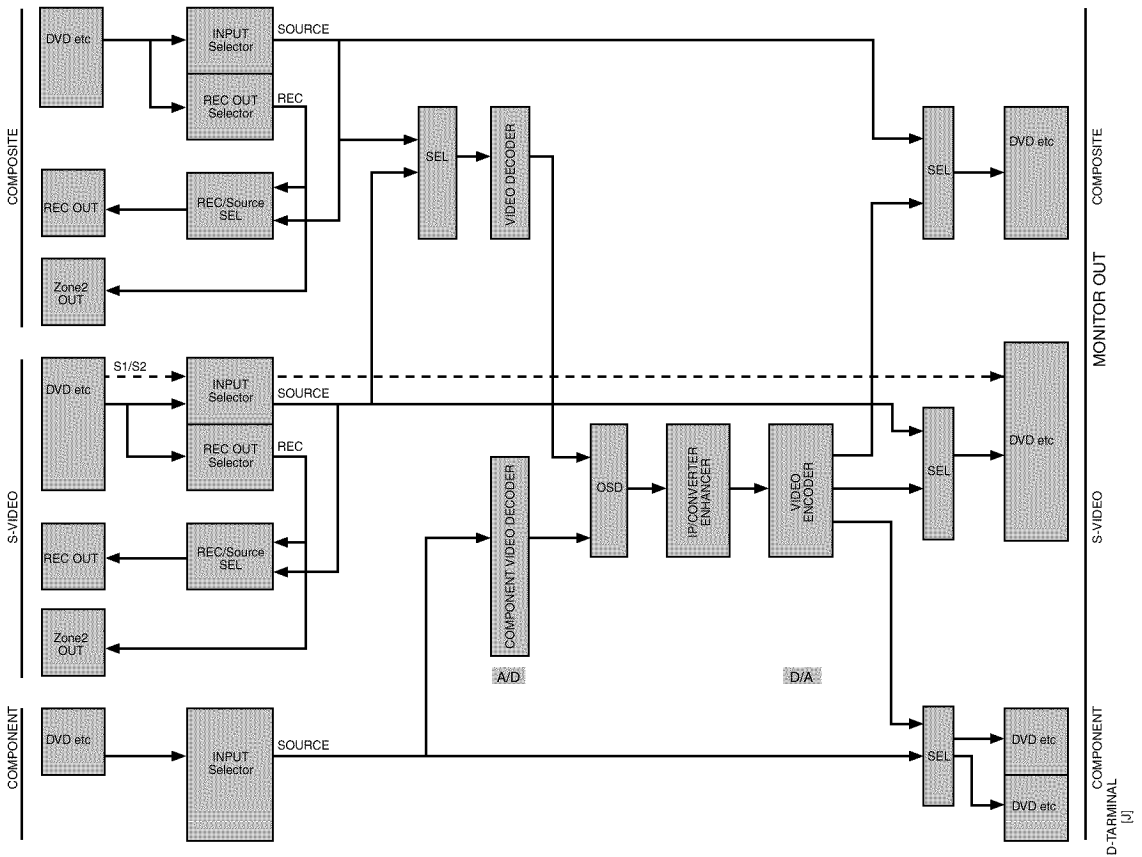 COMPOSITE
DVD etc
INPUT
Selector
SOURCE
REC OUT
Selector
REC
REC OUT
REC/Source
SEL
Zone2
OUT
SEL
VIDEO DECODER
SEL
DVD etc
COMPOSITE
MONITOR OUT
S-VIDEO
DVD etc
S1/S2
INPUT
Selector
SOURCE
REC OUT
Selector
REC
REC OUT
REC/Source
SEL
Zone2
OUT
COMPONENT VIDEO DECODER
A/D
OSD
IP/CONVERTER
ENHANCER
VIDEO
ENCODER
D/A
SEL
DVD etc
S-VIDEO
COMPONENT
DVD etc
INPUT
Selector
SOURCE
SEL
DVD etc
DVD etc
COMPONENT
D-TARMINAL
[J]